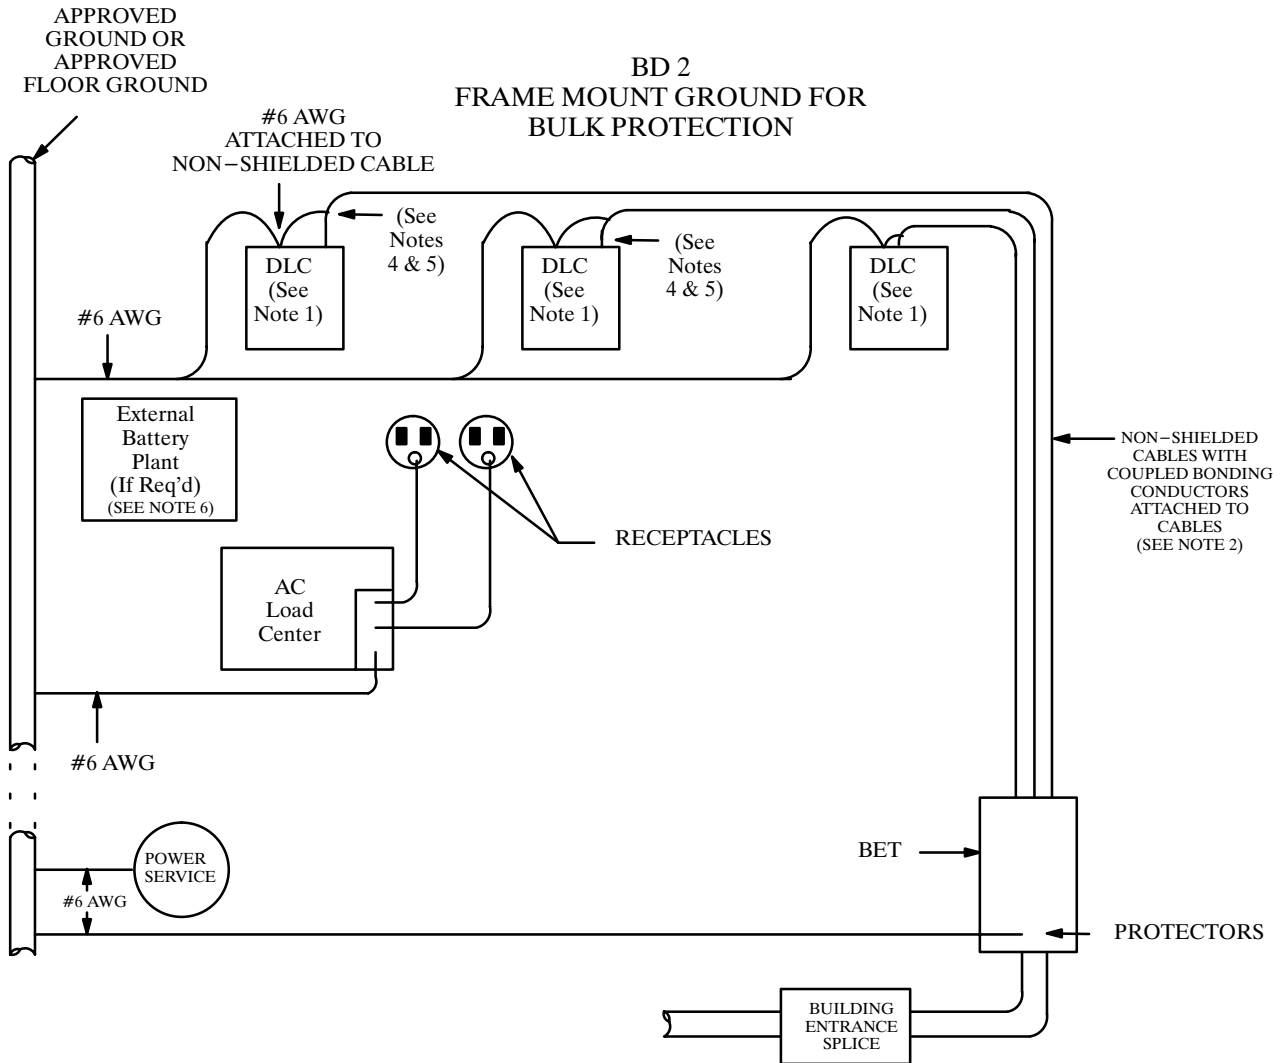 APPROVED
GROUND OR
APPROVED
FLOOR GROUND
BD 2
FRAME MOUNT GROUND FOR
BULK PROTECTION
#6 AWG
ATTACHED TO
NON−SHIELDED CABLE
(See
Notes
4 & 5)
(See
Notes
4 & 5)
DLC
(See
Note 1)
DLC
(See
Note 1)
DLC
(See
Note 1)
#6 AWG
External
Battery
Plant
(If Req'd)
(SEE NOTE 6)
NON−SHIELDED
CABLES WITH
COUPLED BONDING
CONDUCTORS
ATTACHED TO
CABLES
(SEE NOTE 2)
RECEPTACLES
AC
Load
Center
#6 AWG
POWER
SERVICE
#6 AWG
BET
PROTECTORS
BUILDING
ENTRANCE
SPLICE